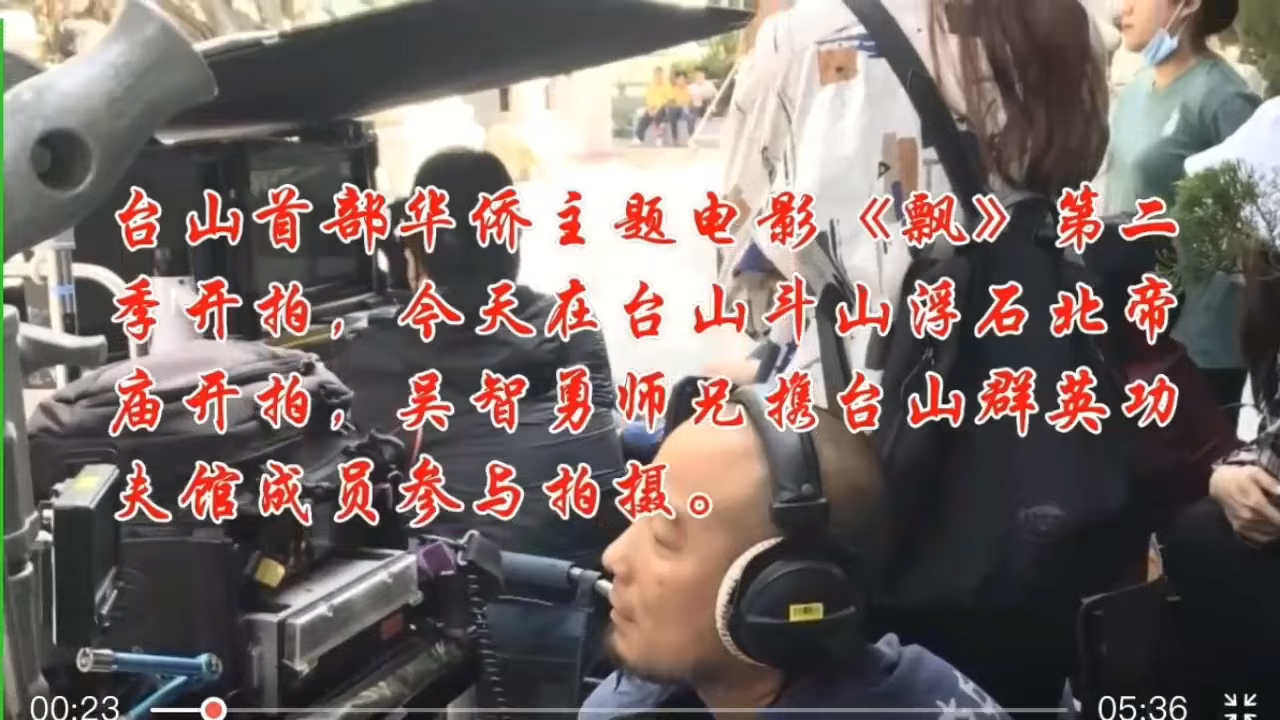 台山首部华侨主题电影《飘》第二
季开拍，今天在台山斗山浮石北帝
庙开拍，吴智勇师兄携台山群英功
夫馆成员参与拍摄。
00:23
05:36